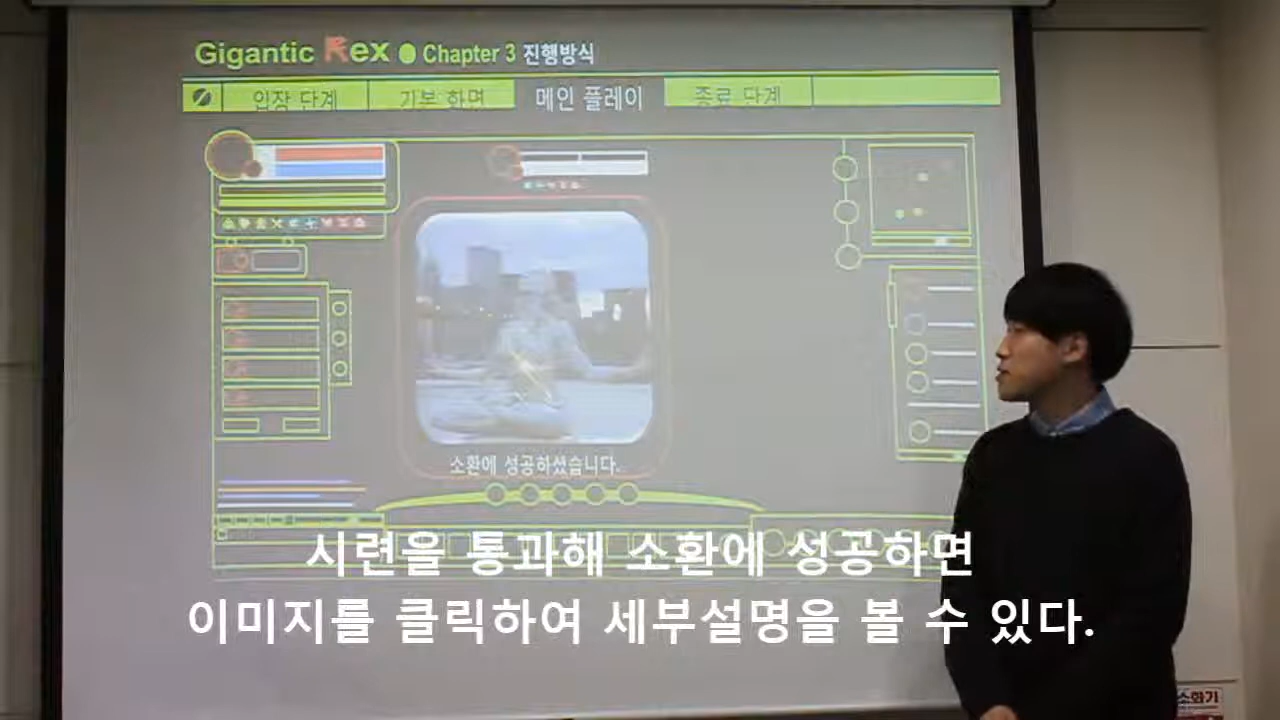 Gigantic Rex ● Chapter 3 진행방식
입장 단계 기본 화면 메인 플레이 종료 단계
소환에 성공하셨습니다.
시련을 통과해 소환에 성공하면
이미지를 클릭하여 세부설명을 볼 수 있다.
소화기